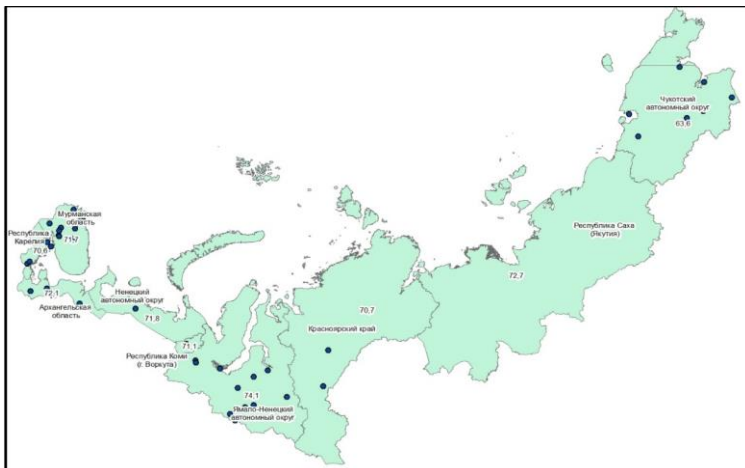 Чукотский
автономный округ
63,6
Мурманская
область
71,7
Республика
Карелия
70,6
Республика Саха
(Якутия)
72,7
72,1
Архангельская
область
Ненецкий
автономный округ
71,8
70,7
Красноярский край
71,1
Республика Коми
(г. Воркута)
74,1
Ямало-Ненецкий
автономный округ